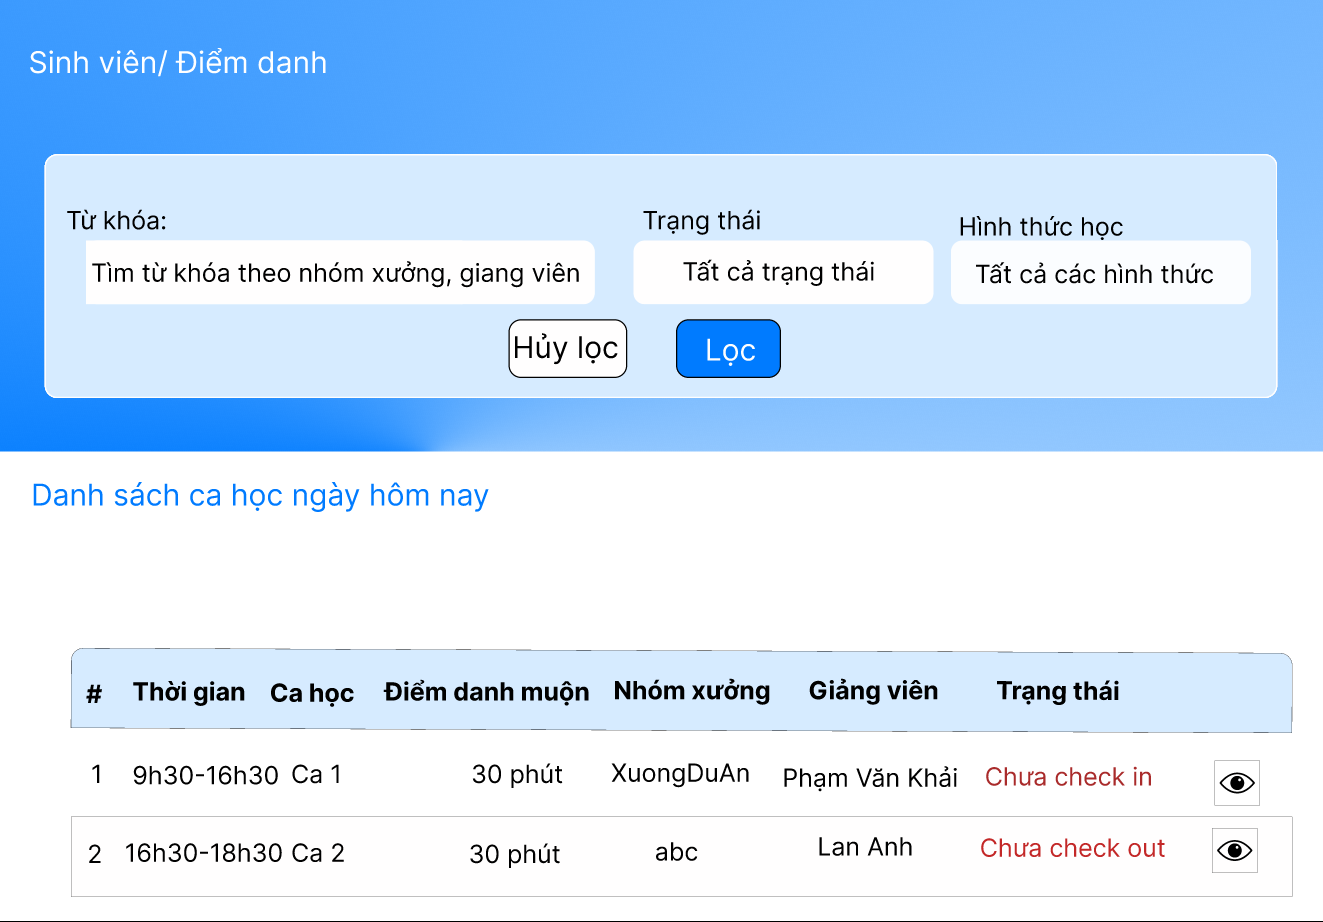 Sinh viên/ Điểm danh
Từ khóa:
Trạng thái
Hình thức học
Tìm từ khóa theo nhóm xưởng, giang viên
Tất cả trạng thái
Tất cả các hình thức
Hủy lọc
Lọc
Danh sách ca học ngày hôm nay
# Thời gian Ca học Điểm danh muộn Nhóm xưởng Giảng viên Trạng thái
1 9h30-16h30 Ca 1 30 phút XuongDuAn Phạm Văn Khải Chưa check in
2 16h30-18h30 Ca 2 30 phút abc Lan Anh Chưa check out